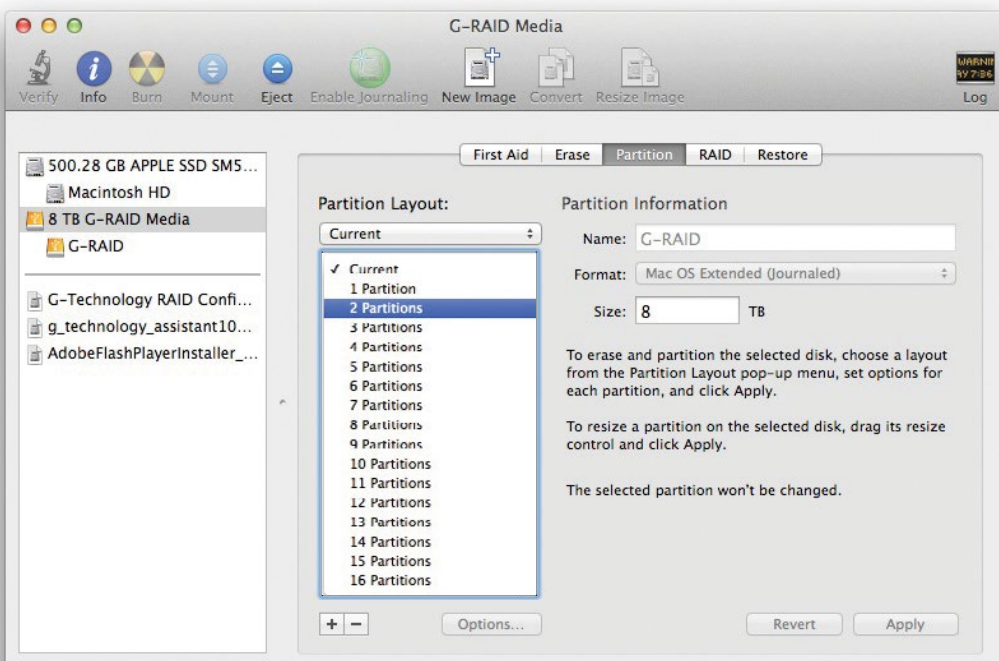 G-RAID Media
Verify Info Burn Mount Eject Enable Journaling New Image Convert Resize Image Log
WARNIN
AY 7:36
500.28 GB APPLE SSD SM5...
Macintosh HD
8 TB G-RAID Media
G-RAID
G-Technology RAID Confi...
g_technology_assistant10...
AdobeFlashPlayerInstaller_...
First Aid Erase Partition RAID Restore
Partition Layout:
Current
✓ Current
1 Partition
2 Partitions
3 Partitions
4 Partitions
5 Partitions
6 Partitions
7 Partitions
8 Partitions
9 Partitions
10 Partitions
11 Partitions
12 Partitions
13 Partitions
14 Partitions
15 Partitions
16 Partitions
+ −
Options...
Partition Information
Name: G-RAID
Format: Mac OS Extended (Journaled)
Size: 8 TB
To erase and partition the selected disk, choose a layout
from the Partition Layout pop-up menu, set options for
each partition, and click Apply.
To resize a partition on the selected disk, drag its resize
control and click Apply.
The selected partition won't be changed.
Revert Apply